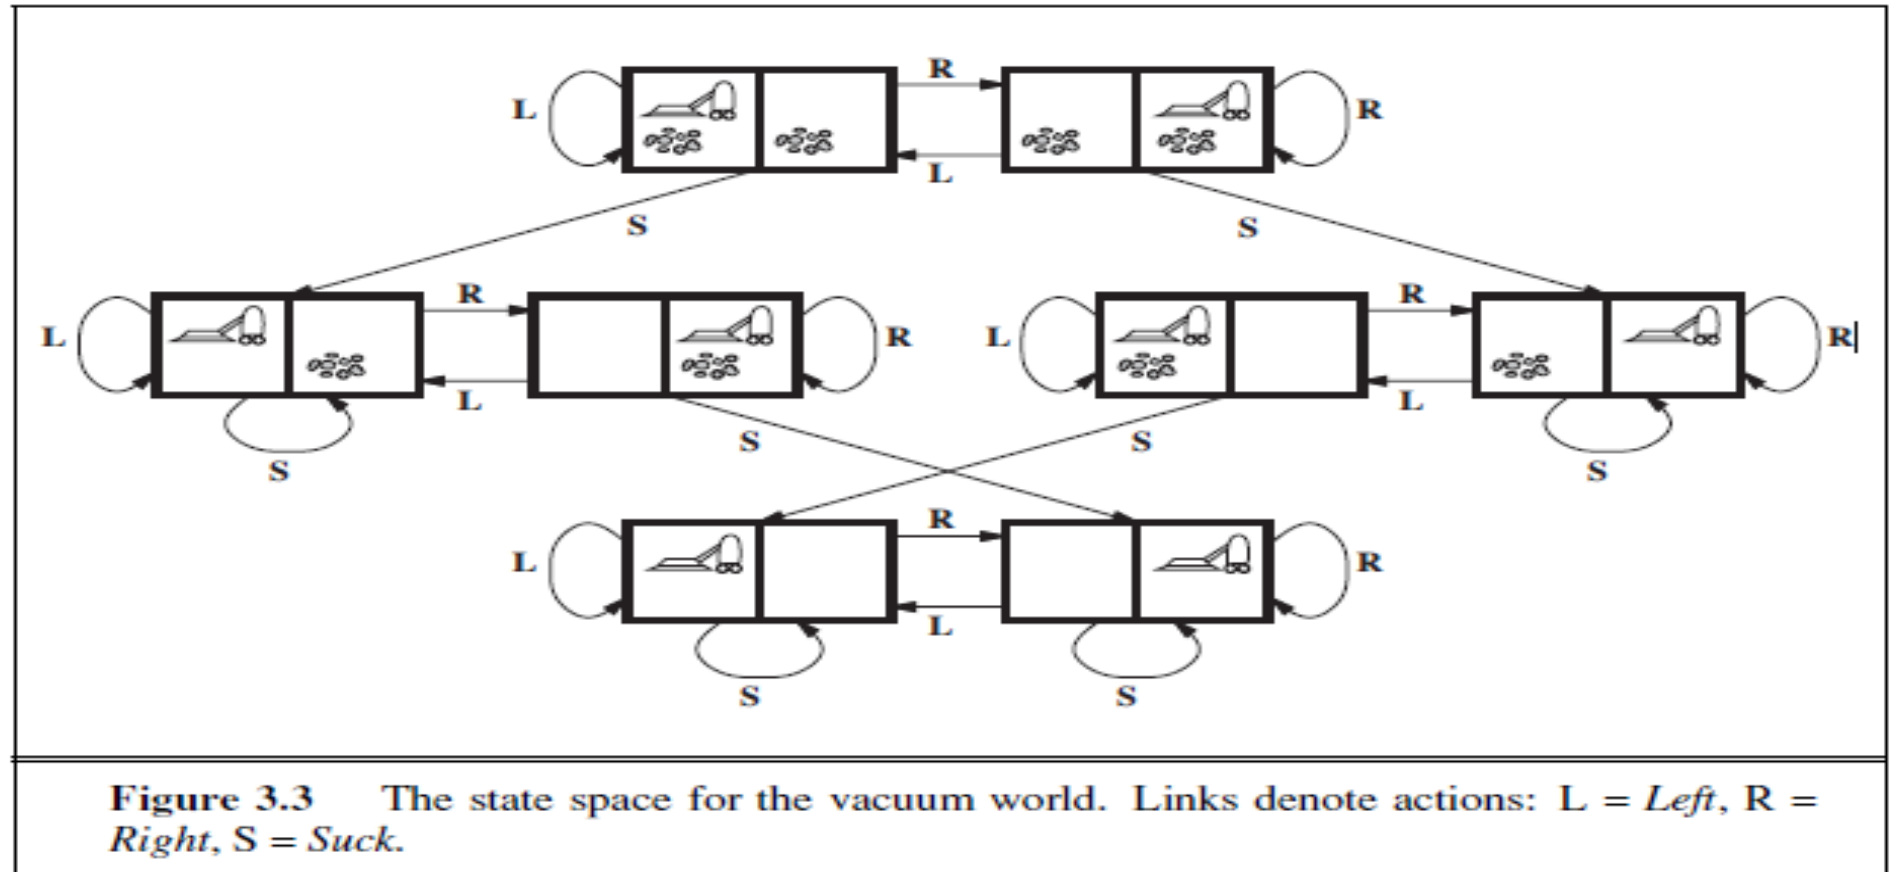 R
L
R
L
S
S
R
R
L
R
L
R
L
L
S
S
S
S
R
L
R
L
S
S
Figure 3.3 The state space for the vacuum world. Links denote actions: L = Left, R =
Right, S = Suck.